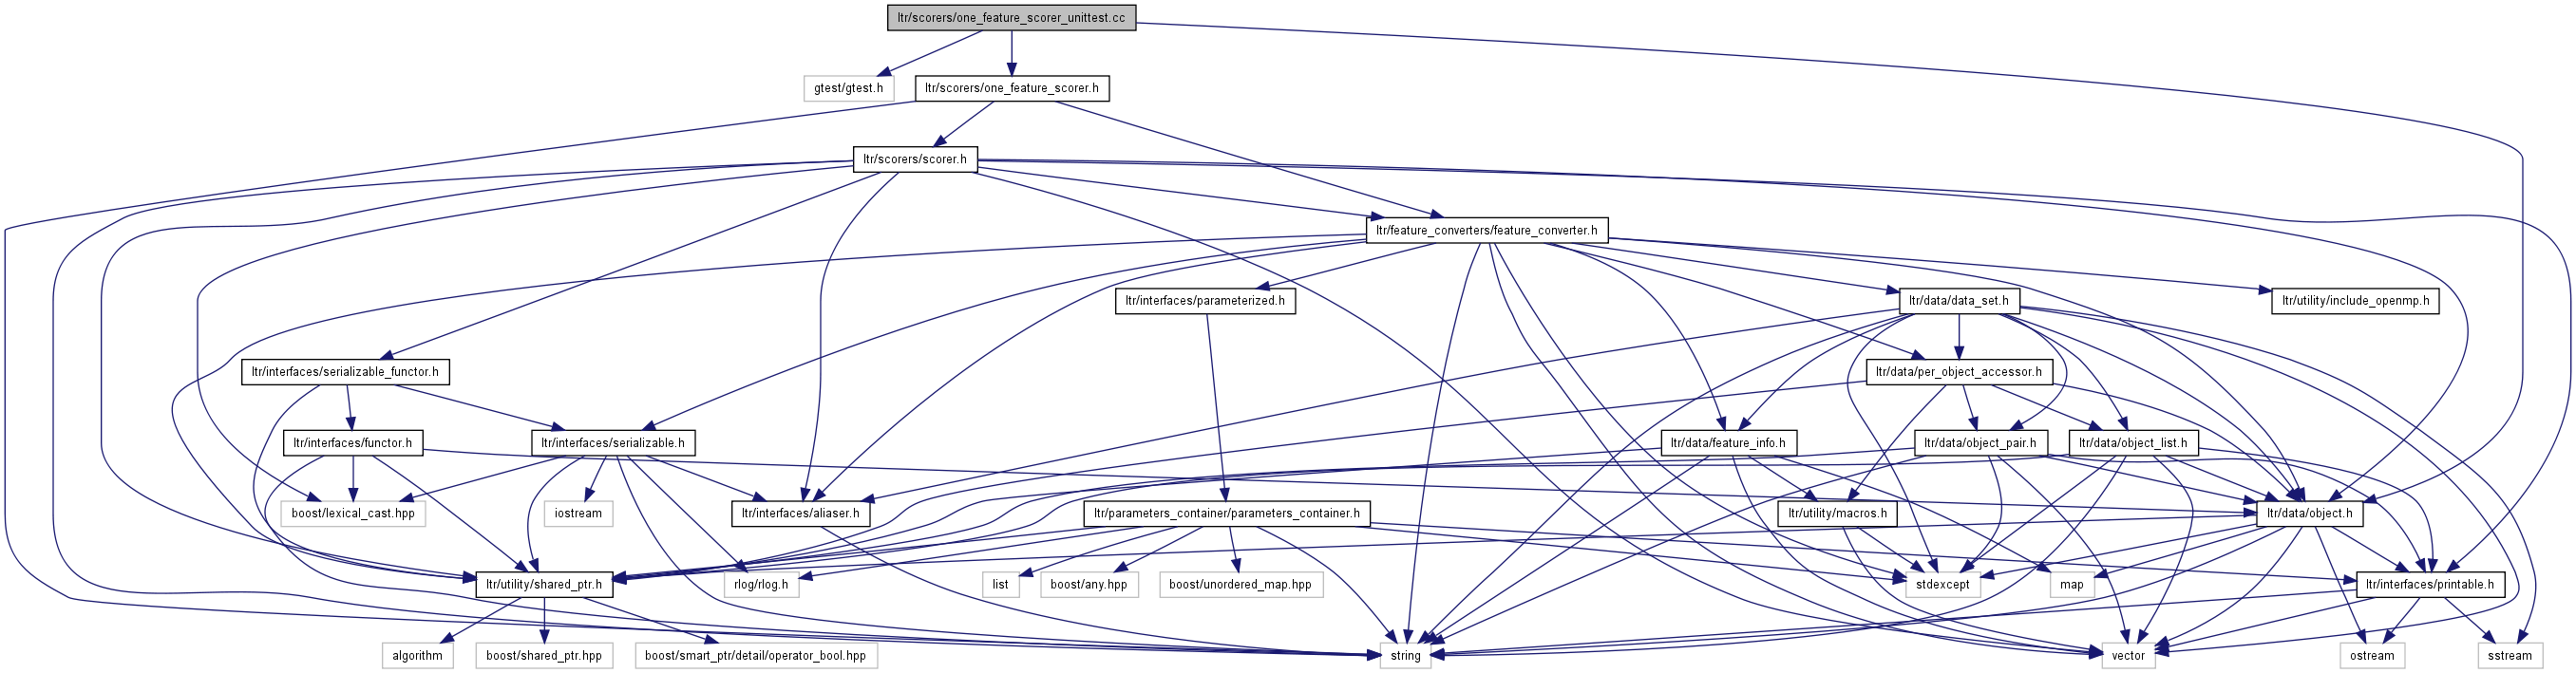 ltr/scorers/one_feature_scorer_unittest.cc
gtest/gtest.h
ltr/scorers/one_feature_scorer.h
ltr/scorers/scorer.h
ltr/feature_converters/feature_converter.h
ltr/interfaces/parameterized.h
ltr/data/data_set.h
ltr/utility/include_openmp.h
ltr/interfaces/serializable_functor.h
ltr/data/per_object_accessor.h
ltr/interfaces/functor.h
ltr/interfaces/serializable.h
ltr/data/feature_info.h
ltr/data/object_pair.h
ltr/data/object_list.h
boost/lexical_cast.hpp
iostream
ltr/interfaces/aliaser.h
ltr/parameters_container/parameters_container.h
ltr/utility/macros.h
ltr/data/object.h
ltr/utility/shared_ptr.h
rlog/rlog.h
list
boost/any.hpp
boost/unordered_map.hpp
stdexcept
map
ltr/interfaces/printable.h
algorithm
boost/shared_ptr.hpp
boost/smart_ptr/detail/operator_bool.hpp
string
vector
ostream
sstream